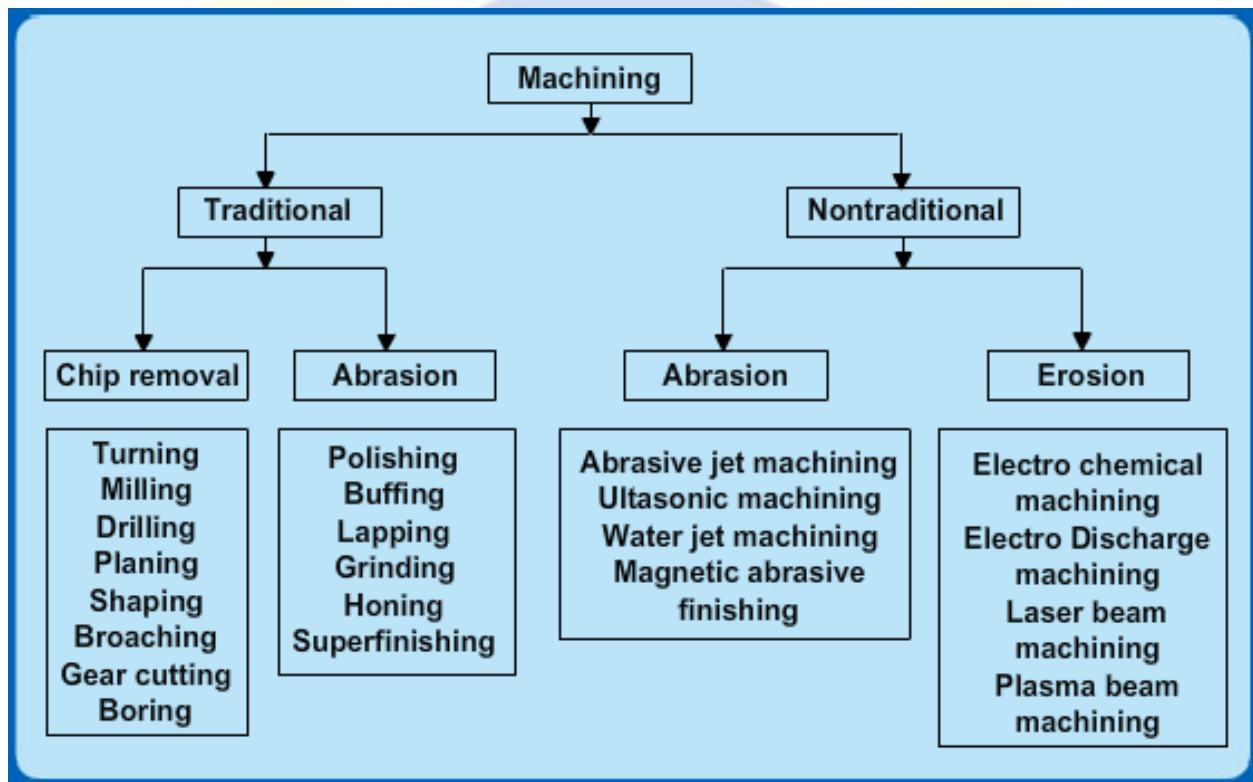 Machining
Traditional
Nontraditional
Chip removal
Abrasion
Abrasion
Erosion
Turning
Milling
Drilling
Planing
Shaping
Broaching
Gear cutting
Boring
Polishing
Buffing
Lapping
Grinding
Honing
Superfinishing
Abrasive jet machining
Ultasonic machining
Water jet machining
Magnetic abrasive
finishing
Electro chemical
machining
Electro Discharge
machining
Laser beam
machining
Plasma beam
machining